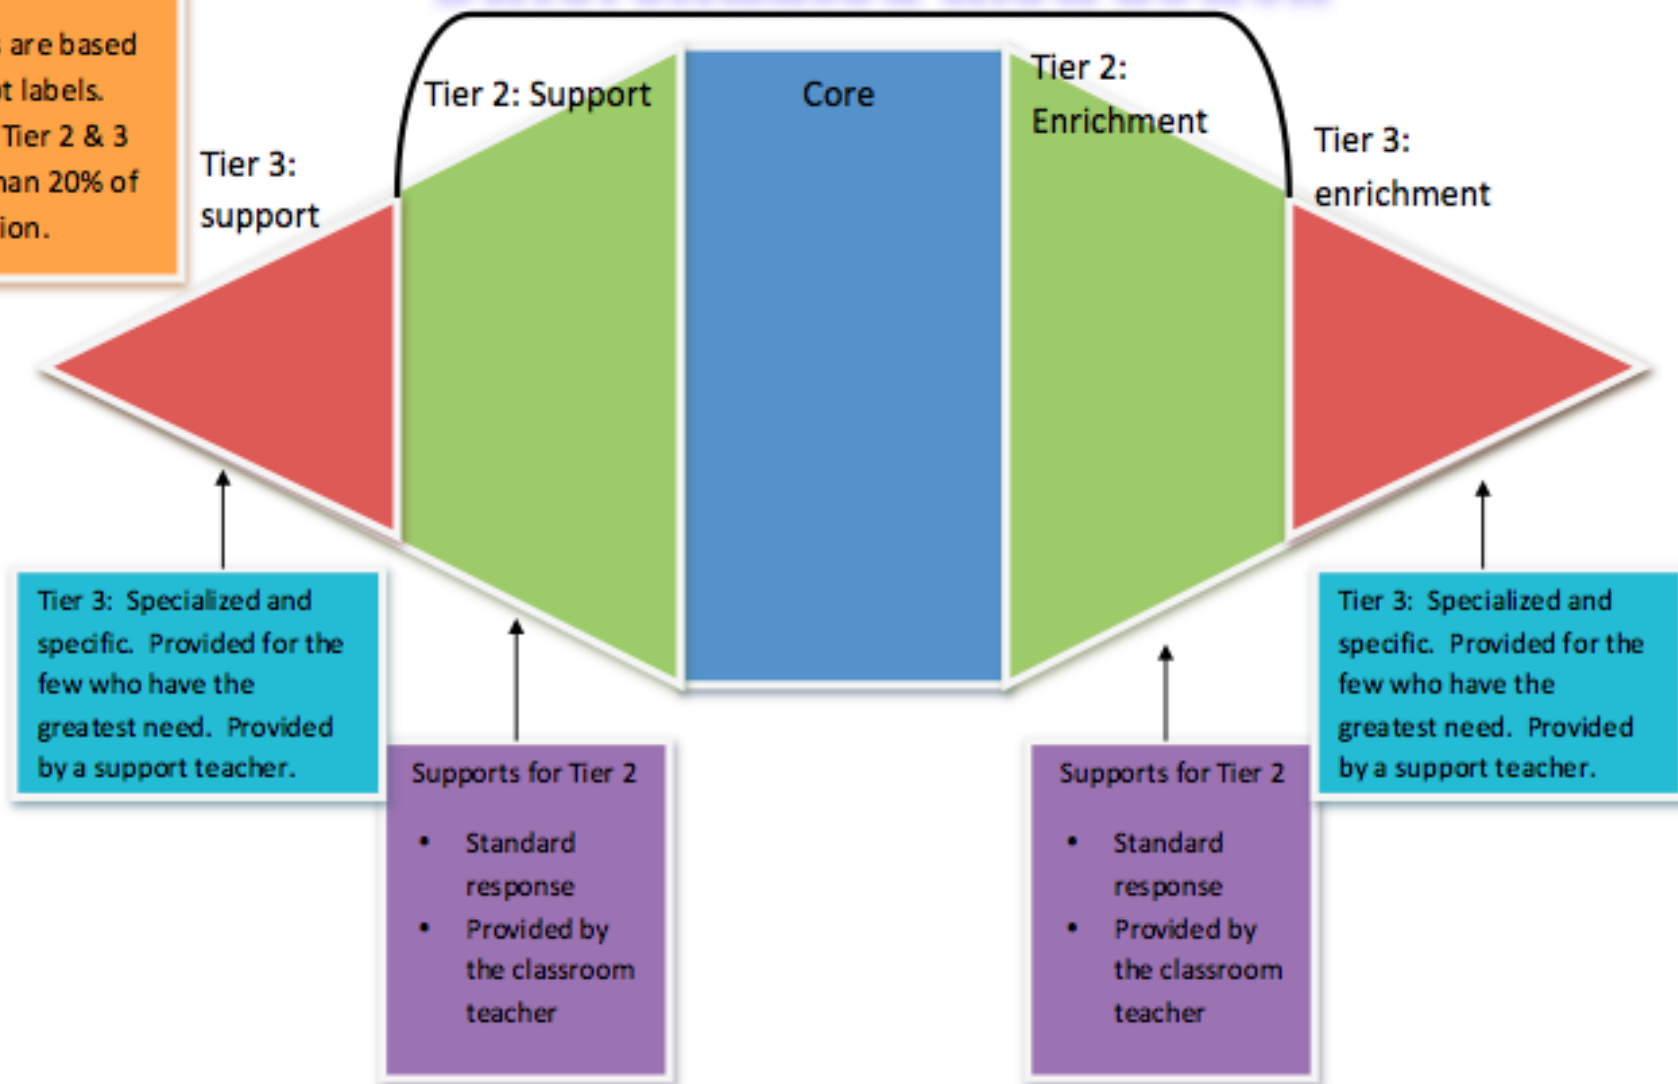 are based
labels.
Tier 2 & 3
20% of
Tier 2: Support
Core
Tier 2:
Enrichment
Tier 3:
support
Tier 3:
enrichment
Tier 3: Specialized and
specific. Provided for the
few who have the
greatest need. Provided
by a support teacher.
Supports for Tier 2
• Standard
response
• Provided by
the classroom
teacher
Supports for Tier 2
• Standard
response
• Provided by
the classroom
teacher
Tier 3: Specialized and
specific. Provided for the
few who have the
greatest need. Provided
by a support teacher.